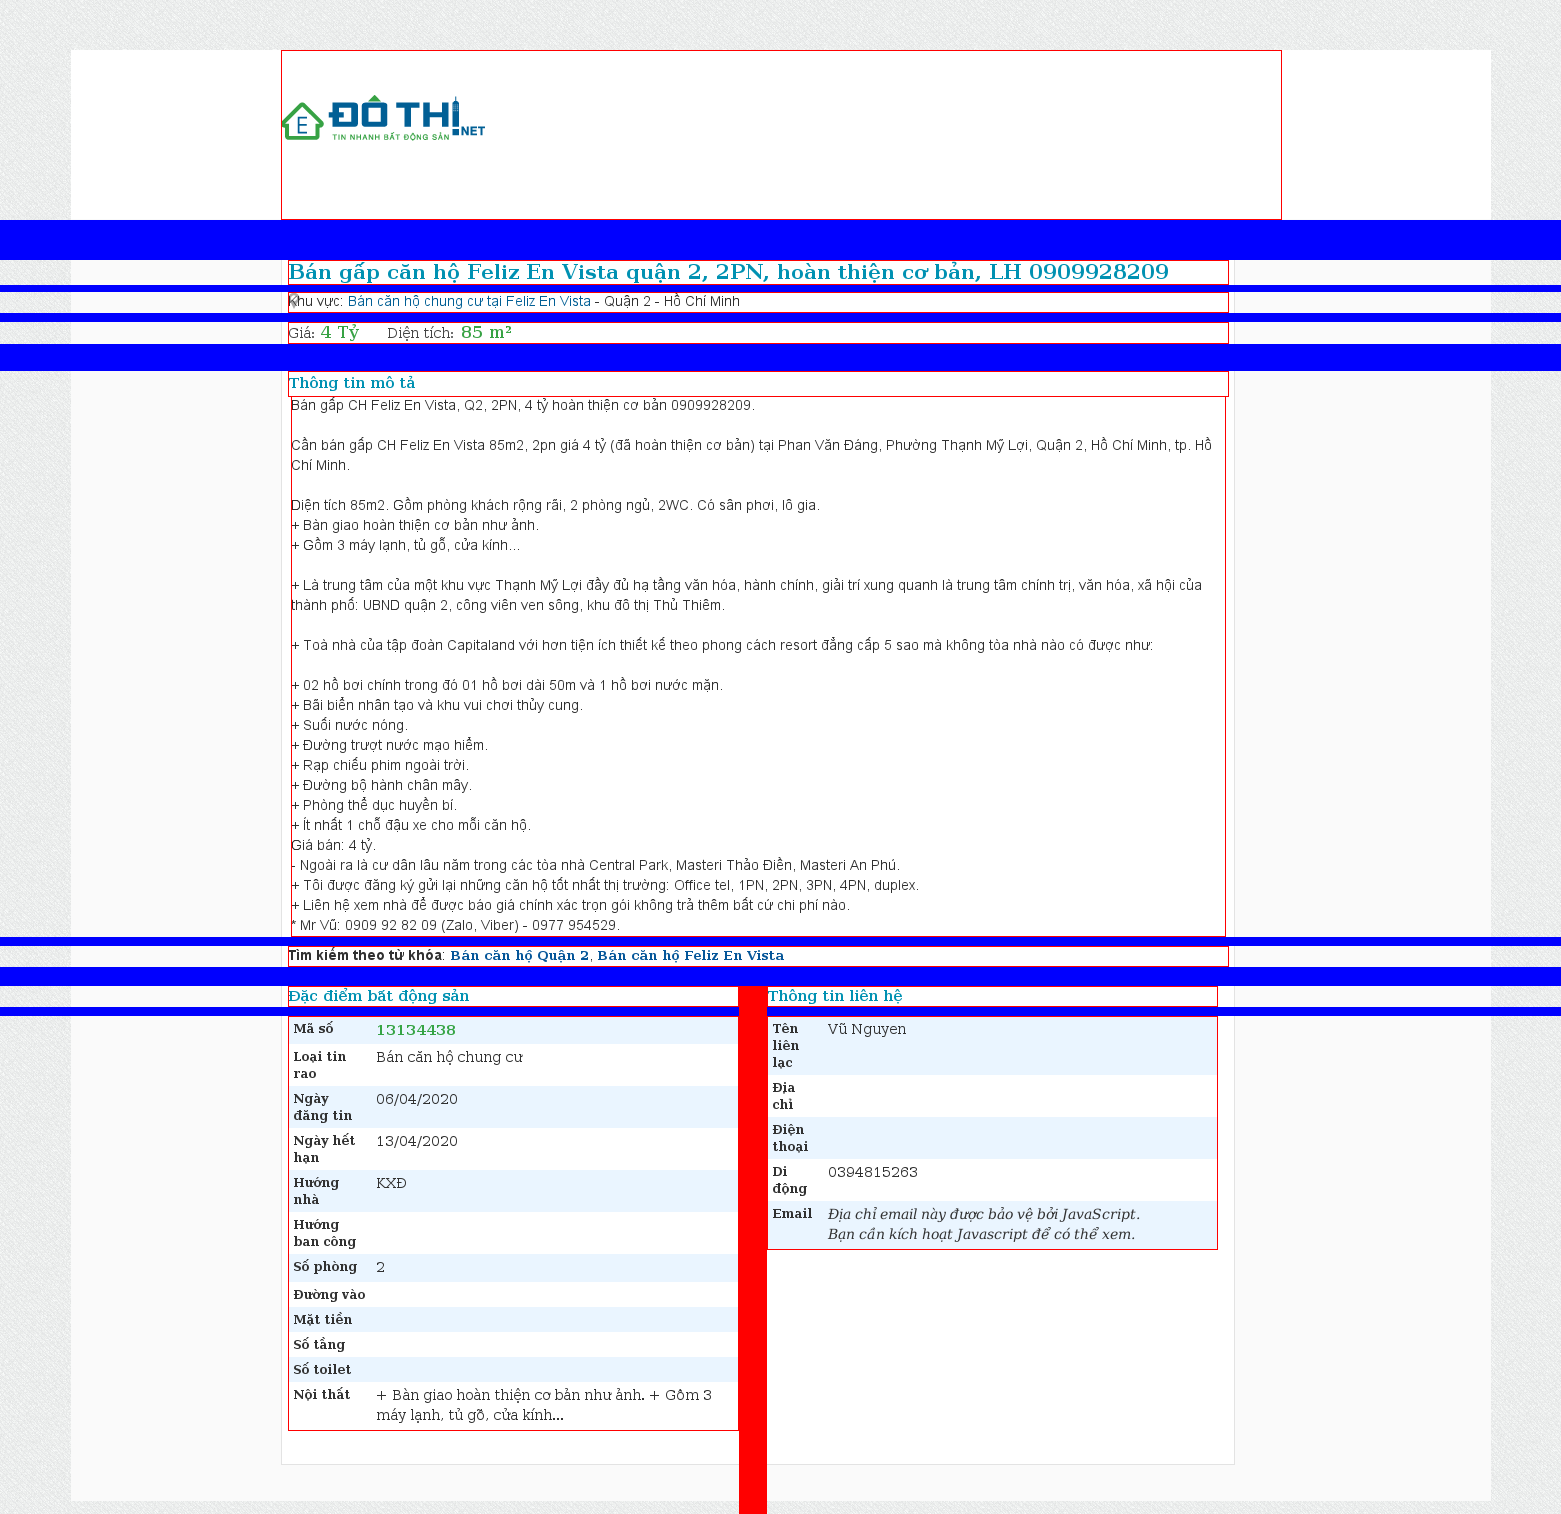 E ĐÔ THỊ.NET
TIN NHANH BẤT ĐỘNG SẢN
Bán gấp căn hộ Feliz En Vista quận 2, 2PN, hoàn thiện cơ bản, LH 0909928209
Khu vực: Bán căn hộ chung cư tại Feliz En Vista - Quận 2 - Hồ Chí Minh
Giá: 4 Tỷ Diện tích: 85 m²
Thông tin mô tả
Bán gấp CH Feliz En Vista, Q2, 2PN, 4 tỷ hoàn thiện cơ bản 0909928209.
Cần bán gấp CH Feliz En Vista 85m2, 2pn giá 4 tỷ (đã hoàn thiện cơ bản) tại Phan Văn Đáng, Phường Thạnh Mỹ Lợi, Quận 2, Hồ Chí Minh, tp. Hồ
Chí Minh.
Diện tích 85m2. Gồm phòng khách rộng rãi, 2 phòng ngủ, 2WC. Có sân phơi, lô gia.
+ Bàn giao hoàn thiện cơ bản như ảnh.
+ Gồm 3 máy lạnh, tủ gỗ, cửa kính...
+ Là trung tâm của một khu vực Thạnh Mỹ Lợi đầy đủ hạ tầng văn hóa, hành chính, giải trí xung quanh là trung tâm chính trị, văn hóa, xã hội của
thành phố: UBND quận 2, công viên ven sông, khu đô thị Thủ Thiêm.
+ Toà nhà của tập đoàn Capitaland với hơn tiện ích thiết kế theo phong cách resort đẳng cấp 5 sao mà không tòa nhà nào có được như:
+ 02 hồ bơi chính trong đó 01 hồ bơi dài 50m và 1 hồ bơi nước mặn.
+ Bãi biển nhân tạo và khu vui chơi thủy cung.
+ Suối nước nóng.
+ Đường trượt nước mạo hiểm.
+ Rạp chiếu phim ngoài trời.
+ Đường bộ hành chân mây.
+ Phòng thể dục huyền bí.
+ Ít nhất 1 chỗ đậu xe cho mỗi căn hộ.
Giá bán: 4 tỷ.
- Ngoài ra là cư dân lâu năm trong các tòa nhà Central Park, Masteri Thảo Điền, Masteri An Phú.
+ Tôi được đăng ký gửi lại những căn hộ tốt nhất thị trường: Office tel, 1PN, 2PN, 3PN, 4PN, duplex.
+ Liên hệ xem nhà để được báo giá chính xác trọn gói không trả thêm bất cứ chi phí nào.
* Mr Vũ: 0909 92 82 09 (Zalo, Viber) - 0977 954529.
Tìm kiếm theo từ khóa: Bán căn hộ Quận 2, Bán căn hộ Feliz En Vista
Đặc điểm bất động sản
Mã số 13134438
Loại tin Bán căn hộ chung cư
rao
Ngày 06/04/2020
đăng tin
Ngày hết 13/04/2020
hạn
Hướng KXĐ
nhà
Hướng
ban công
Số phòng 2
Đường vào
Mặt tiền
Số tầng
Số toilet
Nội thất + Bàn giao hoàn thiện cơ bản như ảnh. + Gồm 3
máy lạnh, tủ gỗ, cửa kính...
Thông tin liên hệ
Tên Vũ Nguyen
liên
lạc
Địa
chỉ
Điện
thoại
Di 0394815263
động
Email Địa chỉ email này được bảo vệ bởi JavaScript.
Bạn cần kích hoạt Javascript để có thể xem.